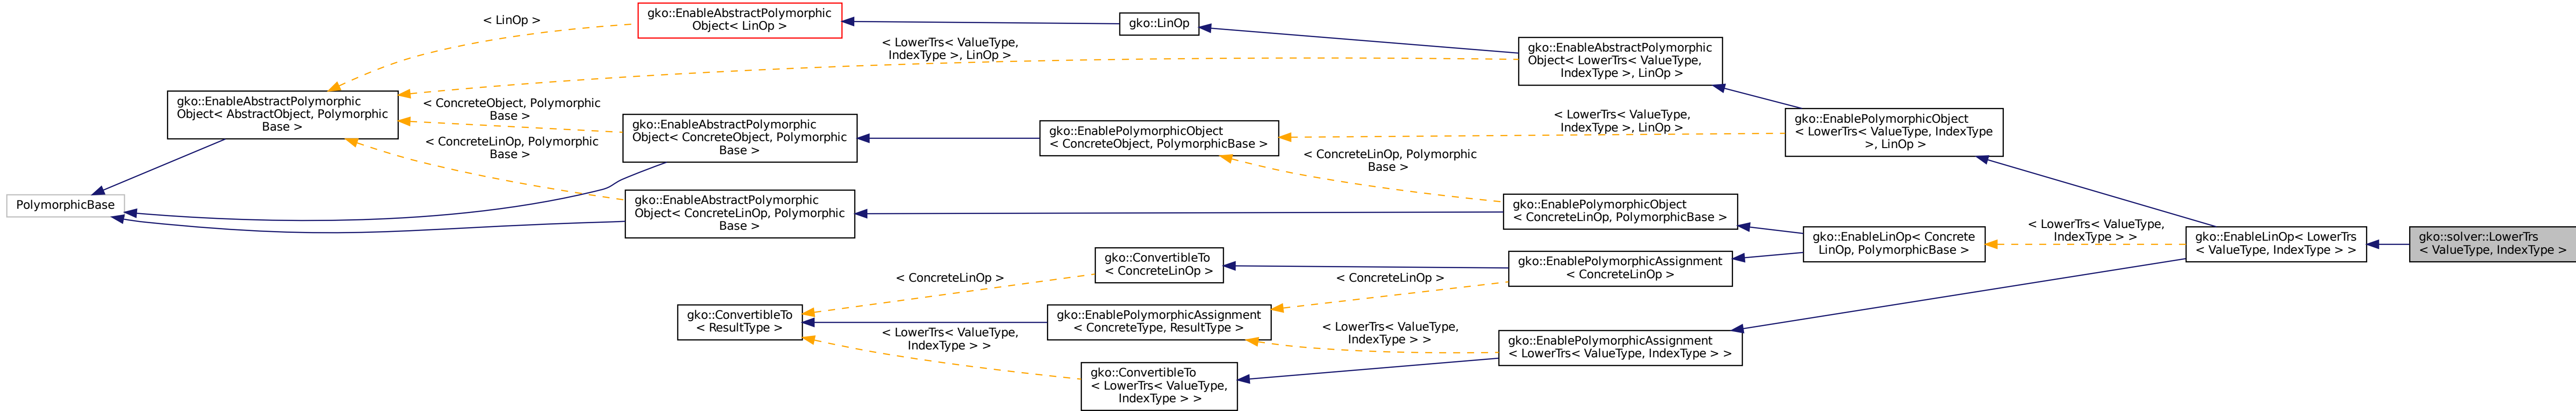 gko::EnableAbstractPolymorphic
Object< LinOp >
< LinOp >
gko::LinOp
< LowerTrs< ValueType,
IndexType >, LinOp >
gko::EnableAbstractPolymorphic
Object< LowerTrs< ValueType,
IndexType >, LinOp >
gko::EnableAbstractPolymorphic
Object< AbstractObject, Polymorphic
Base >
< ConcreteObject, Polymorphic
Base >
gko::EnableAbstractPolymorphic
Object< ConcreteObject, Polymorphic
Base >
gko::EnablePolymorphicObject
< ConcreteObject, PolymorphicBase >
< LowerTrs< ValueType,
IndexType >, LinOp >
gko::EnablePolymorphicObject
< LowerTrs< ValueType, IndexType
>, LinOp >
< ConcreteLinOp, Polymorphic
Base >
< ConcreteLinOp, Polymorphic
Base >
PolymorphicBase
gko::EnableAbstractPolymorphic
Object< ConcreteLinOp, Polymorphic
Base >
gko::EnablePolymorphicObject
< ConcreteLinOp, PolymorphicBase >
gko::EnableLinOp< Concrete
LinOp, PolymorphicBase >
< LowerTrs< ValueType,
IndexType > >
gko::EnableLinOp< LowerTrs
< ValueType, IndexType > >
gko::solver::LowerTrs
< ValueType, IndexType >
gko::ConvertibleTo
< ConcreteLinOp >
gko::EnablePolymorphicAssignment
< ConcreteLinOp >
< ConcreteLinOp >
< ConcreteLinOp >
gko::ConvertibleTo
< ResultType >
gko::EnablePolymorphicAssignment
< ConcreteType, ResultType >
< LowerTrs< ValueType,
IndexType > >
< LowerTrs< ValueType,
IndexType > >
gko::EnablePolymorphicAssignment
< LowerTrs< ValueType, IndexType > >
gko::ConvertibleTo
< LowerTrs< ValueType,
IndexType > >